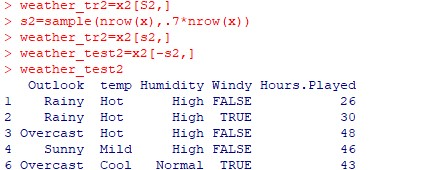 > weather_tr2=x2[S2,]
> s2=sample(nrow(x),.7*nrow(x))
> weather_tr2=x2[s2,]
> weather_test2=x2[-s2,]
> weather_test2
Outlook temp Humidity Windy Hours.Played
1 Rainy Hot High FALSE 26
2 Rainy Hot High TRUE 30
3 Overcast Hot High FALSE 48
4 Sunny Mild High FALSE 46
6 Overcast Cool Normal TRUE 43